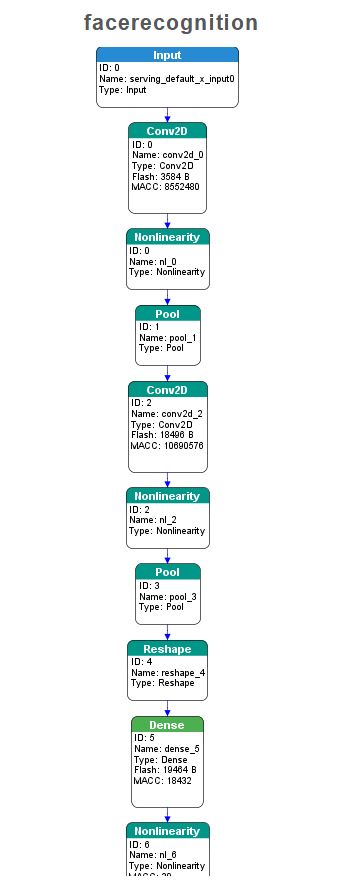 facerecognition
Input
ID: 0
Name: serving_default_x_input0
Type: Input
Conv2D
ID: 0
Name: conv2d_0
Type: Conv2D
Flash: 3584 B
MACC: 8552480
Nonlinearity
ID: 0
Name: nl_0
Type: Nonlinearity
Pool
ID: 1
Name: pool_1
Type: Pool
Conv2D
ID: 2
Name: conv2d_2
Type: Conv2D
Flash: 18496 B
MACC: 10690576
Nonlinearity
ID: 2
Name: nl_2
Type: Nonlinearity
Pool
ID: 3
Name: pool_3
Type: Pool
Reshape
ID: 4
Name: reshape_4
Type: Reshape
Dense
ID: 5
Name: dense_5
Type: Dense
Flash: 19464 B
MACC: 18432
Nonlinearity
ID: 6
Name: nl_6
Type: Nonlinearity